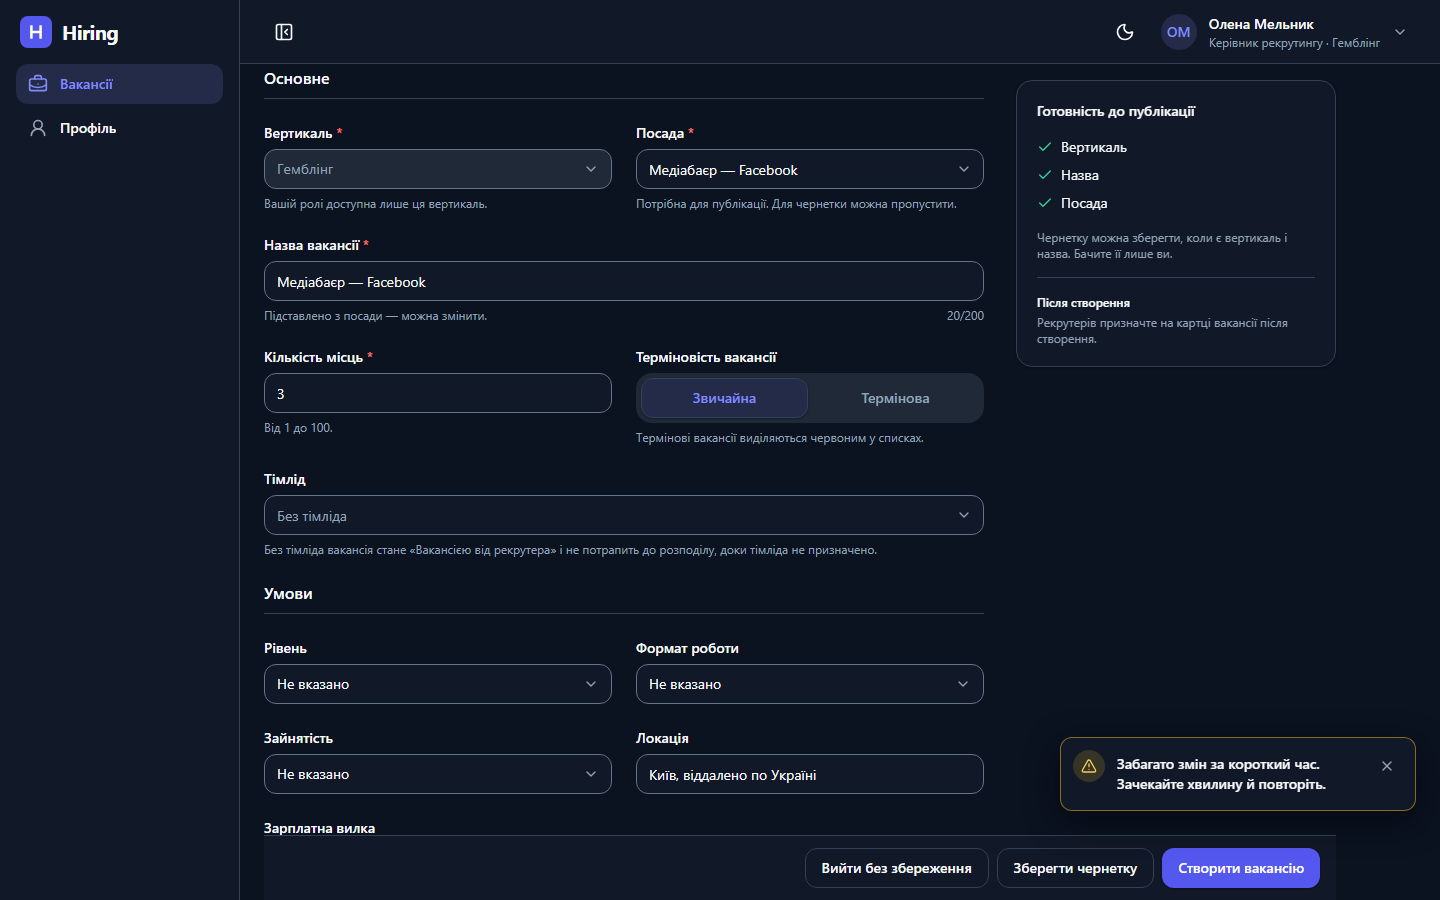 H Hiring
Вакансії
Профіль
ОМ
Олена Мельник
Керівник рекрутингу · Гемблінг
Основне
Вертикаль *
Гемблінг
Вашій ролі доступна лише ця вертикаль.
Посада *
Медіабаєр — Facebook
Потрібна для публікації. Для чернетки можна пропустити.
Назва вакансії *
Медіабаєр — Facebook
Підставлено з посади — можна змінити.
20/200
Кількість місць *
3
Від 1 до 100.
Терміновість вакансії
Звичайна
Термінова
Термінові вакансії виділяються червоним у списках.
Тімлід
Без тімліда
Без тімліда вакансія стане «Вакансією від рекрутера» і не потрапить до розподілу, доки тімліда не призначено.
Умови
Рівень
Не вказано
Формат роботи
Не вказано
Зайнятість
Не вказано
Локація
Київ, віддалено по Україні
Зарплатна вилка
Готовність до публікації
Вертикаль
Назва
Посада
Чернетку можна зберегти, коли є вертикаль і
назва. Бачите її лише ви.
Після створення
Рекрутерів призначте на картці вакансії після
створення.
Забагато змін за короткий час.
Зачекайте хвилину й повторіть.
Вийти без збереження
Зберегти чернетку
Створити вакансію